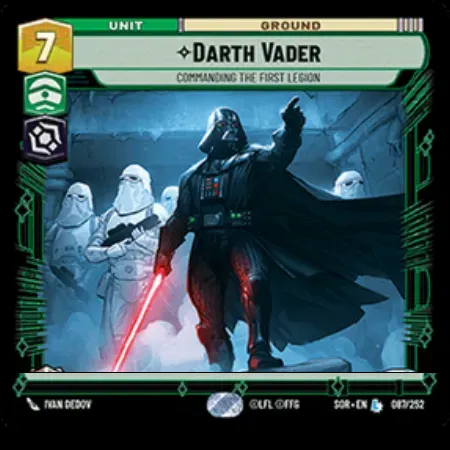 UNIT GROUND
7
DARTH VADER
COMMANDING THE FIRST LEGION
IVAN DEDOV ©LFL ©FFG SOR • EN L 087/252